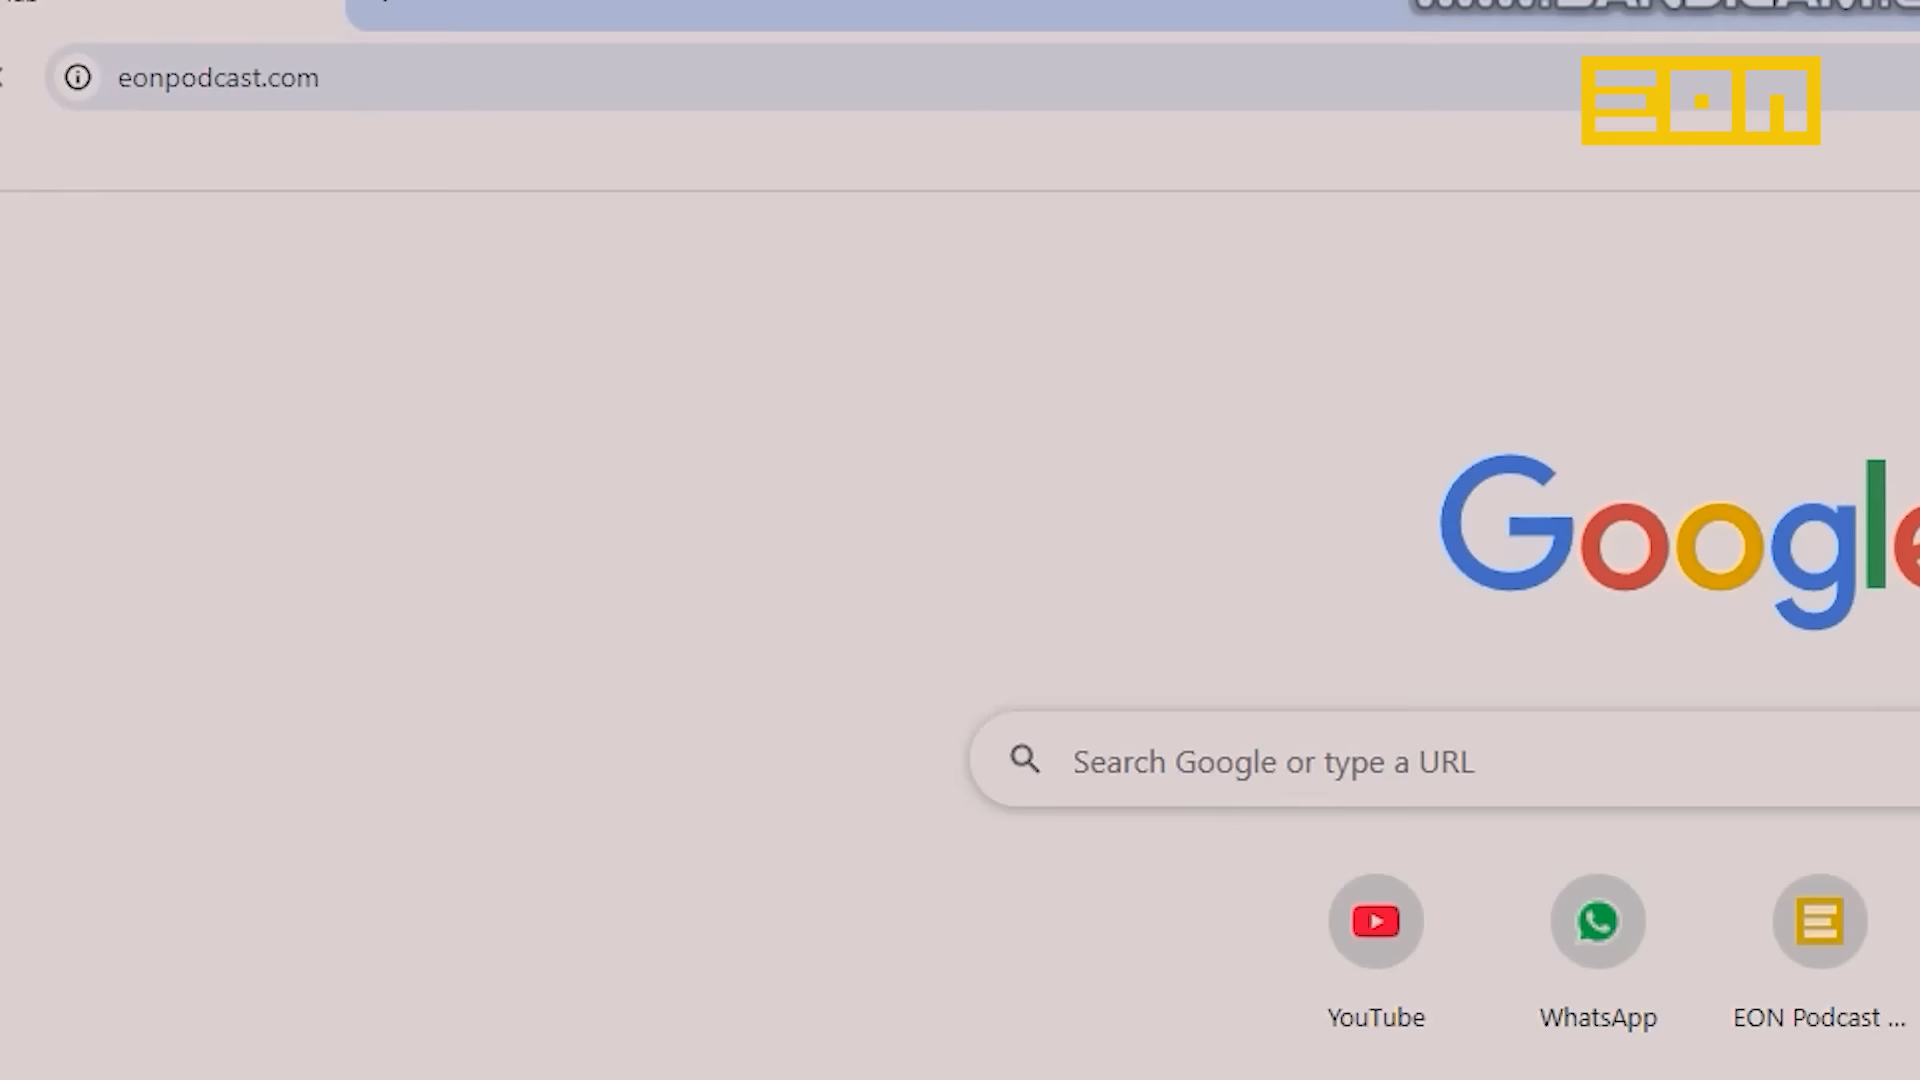 eonpodcast.com
EON
Google
Search Google or type a URL
YouTube
WhatsApp
EON Podcast ...